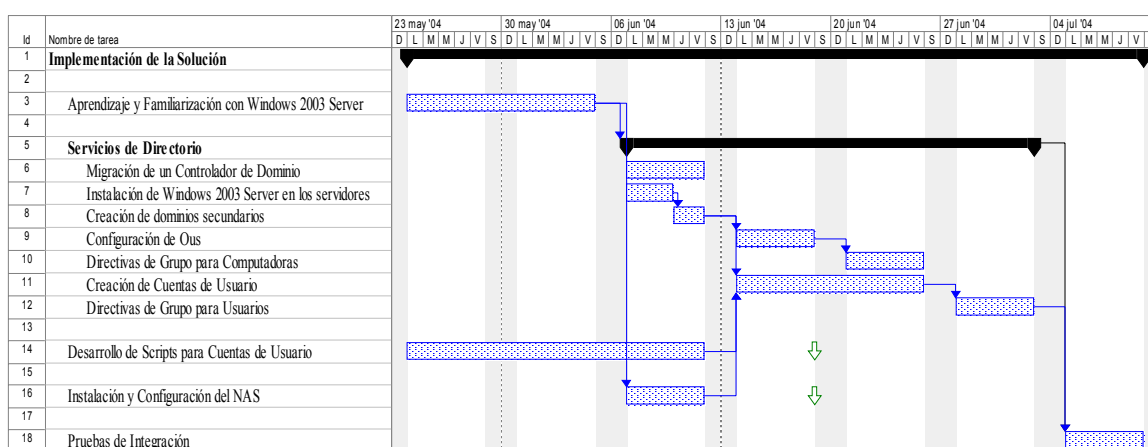 23 may '04 30 may '04 06 jun '04 13 jun '04 20 jun '04 27 jun '04 04 jul '04
Id Nombre de tarea D L M M J V S D L M M J V S D L M M J V S D L M M J V S D L M M J V S D L M M J V S D L M M J V
1 Implementación de la Solución
2
3 Aprendizaje y Familiarización con Windows 2003 Server
4
5 Servicios de Directorio
6 Migración de un Controlador de Dominio
7 Instalación de Windows 2003 Server en los servidores
8 Creación de dominios secundarios
9 Configuración de Ous
10 Directivas de Grupo para Computadoras
11 Creación de Cuentas de Usuario
12 Directivas de Grupo para Usuarios
13
14 Desarrollo de Scripts para Cuentas de Usuario
15
16 Instalación y Configuración del NAS
17
18 Pruebas de Integración